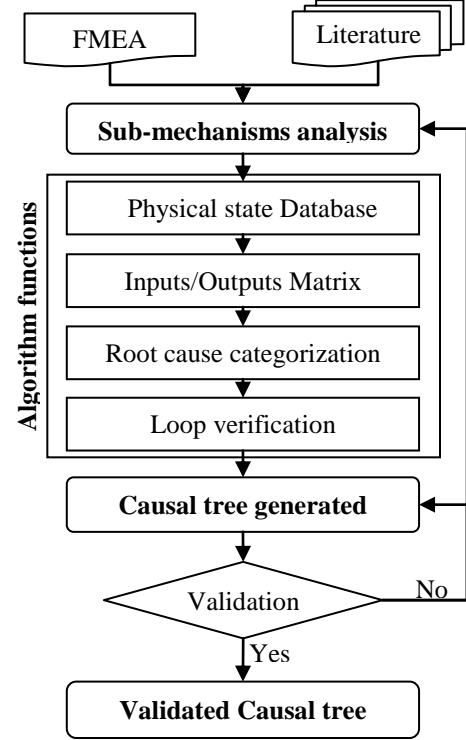 FMEA
Literature
Sub-mechanisms analysis
Algorithm functions
Physical state Database
Inputs/Outputs Matrix
Root cause categorization
Loop verification
Causal tree generated
Validation
No
Yes
Validated Causal tree